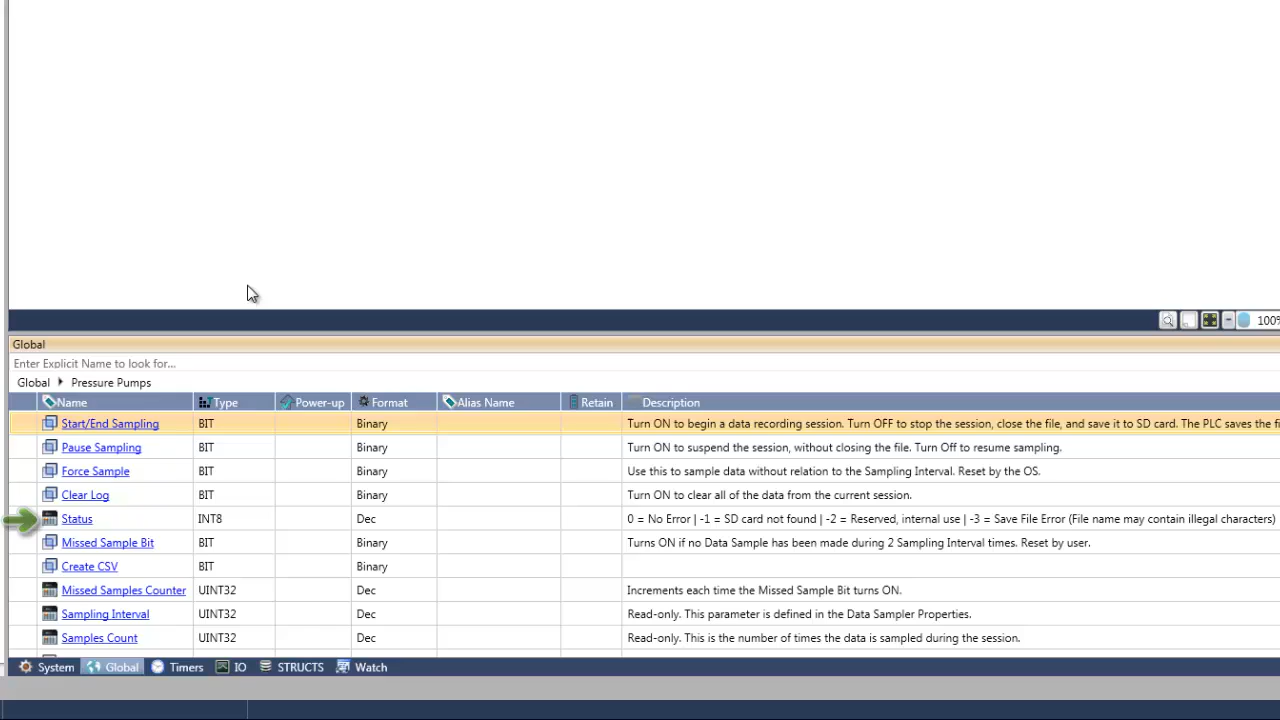 100%
Global
Enter Explicit Name to look for...
Global Pressure Pumps
Name Type Power-up Format Alias Name Retain Description
Start/End Sampling BIT Binary Turn ON to begin a data recording session. Turn OFF to stop the session, close the file, and save it to SD card. The PLC saves the fi
Pause Sampling BIT Binary Turn ON to suspend the session, without closing the file. Turn Off to resume sampling.
Force Sample BIT Binary Use this to sample data without relation to the Sampling Interval. Reset by the OS.
Clear Log BIT Binary Turn ON to clear all of the data from the current session.
Status INT8 Dec 0 = No Error | -1 = SD card not found | -2 = Reserved, internal use | -3 = Save File Error (File name may contain illegal characters)
Missed Sample Bit BIT Binary Turns ON if no Data Sample has been made during 2 Sampling Interval times. Reset by user.
Create CSV BIT Binary
Missed Samples Counter UINT32 Dec Increments each time the Missed Sample Bit turns ON.
Sampling Interval UINT32 Dec Read-only. This parameter is defined in the Data Sampler Properties.
Samples Count UINT32 Dec Read-only. This is the number of times the data is sampled during the session.
System Global Timers IO STRUCTS Watch